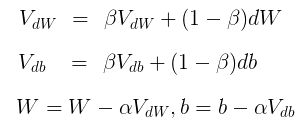 V_{dW} = βV_{dW} + (1 − β)dW
V_{db} = βV_{db} + (1 − β)db
W = W − αV_{dW}, b = b − αV_{db}